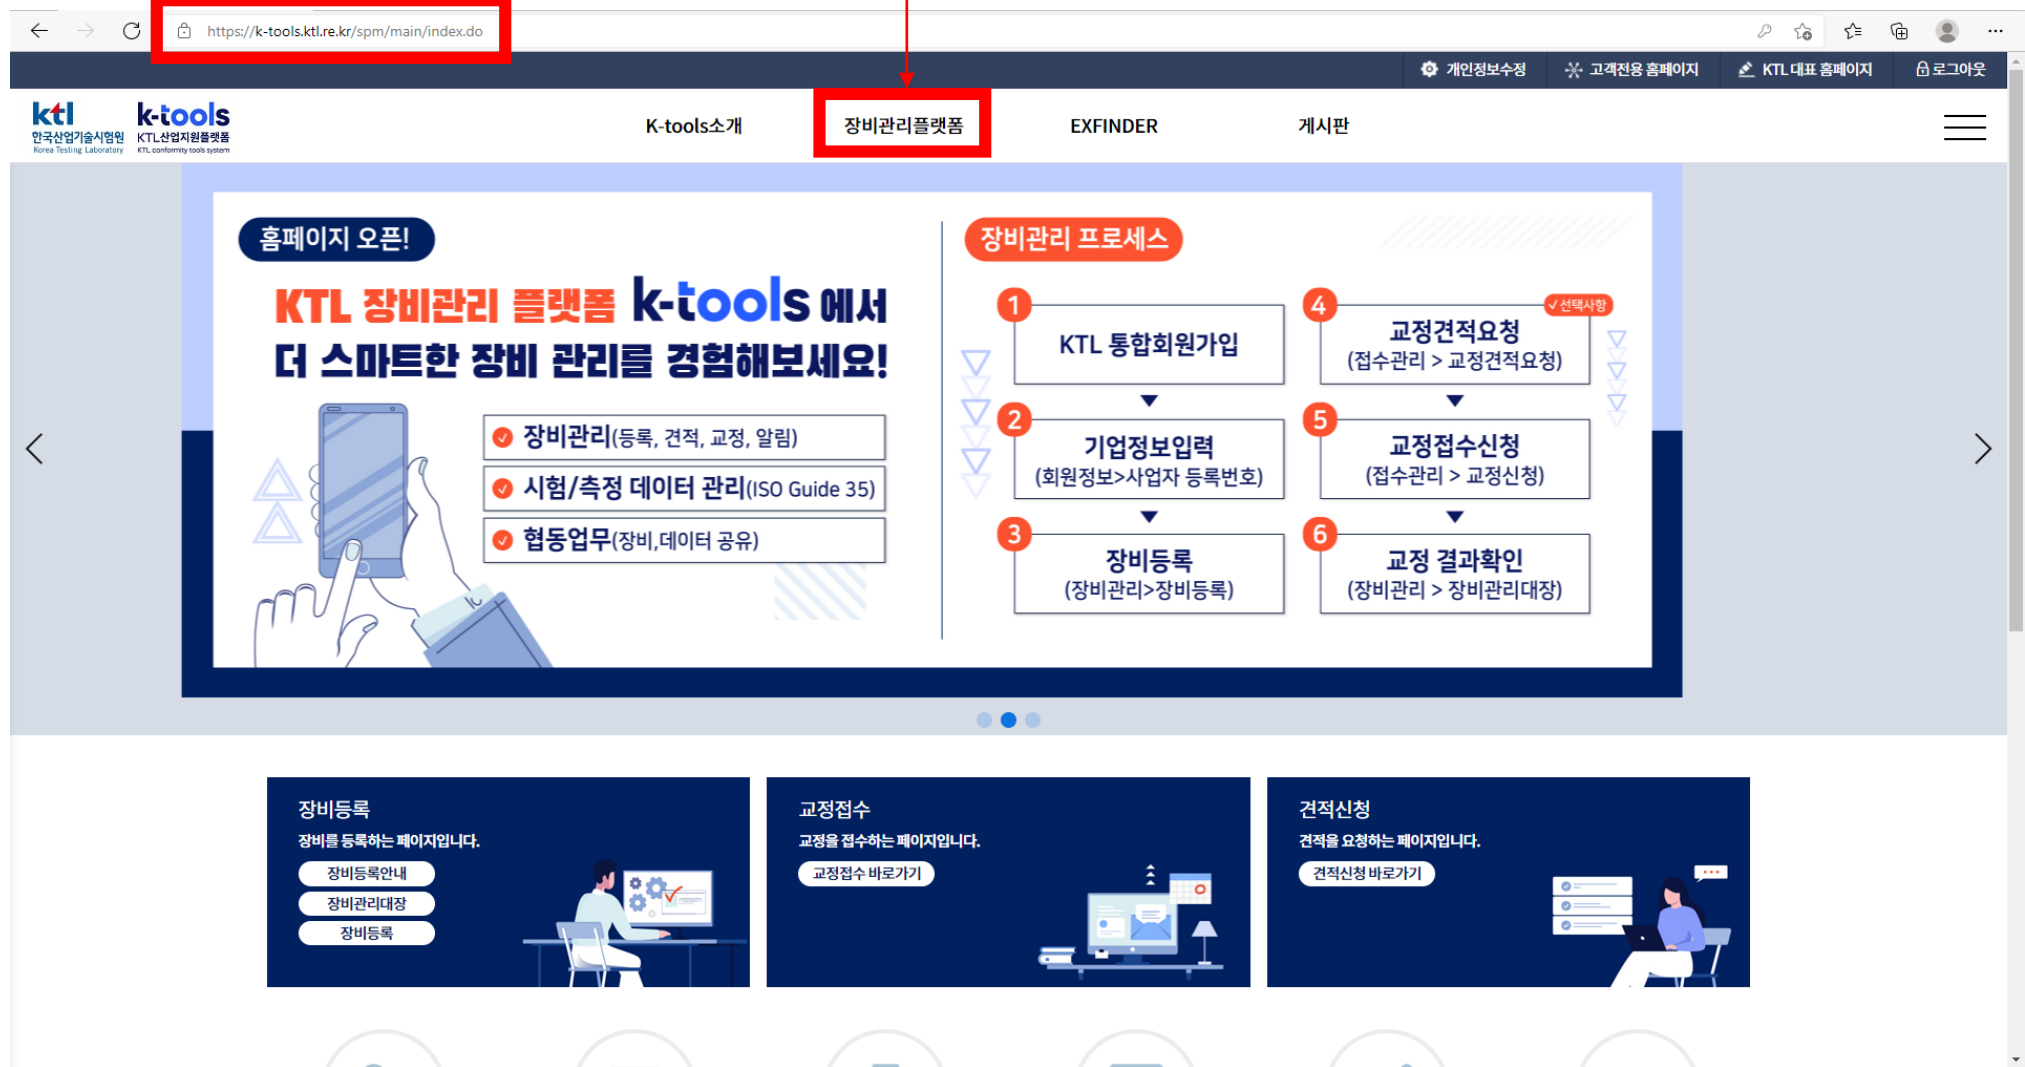 https://k-tools.ktl.re.kr/spm/main/index.do
개인정보수정
고객전용 홈페이지
KTL 대표 홈페이지
로그아웃
ktl
한국산업기술시험원
Korea Testing Laboratory
k-tools
KTL산업지원플랫폼
KTL conformity tools system
K-tools소개
장비관리플랫폼
EXFINDER
게시판
홈페이지 오픈!
KTL 장비관리 플랫폼 k-tools 에서
더 스마트한 장비 관리를 경험해보세요!
장비관리(등록, 견적, 교정, 알림)
시험/측정 데이터 관리(ISO Guide 35)
협동업무(장비,데이터 공유)
장비관리 프로세스
1
KTL 통합회원가입
2
기업정보입력
(회원정보>사업자 등록번호)
3
장비등록
(장비관리>장비등록)
4
선택사항
교정견적요청
(접수관리 > 교정견적요청)
5
교정접수신청
(접수관리 > 교정신청)
6
교정 결과확인
(장비관리 > 장비관리대장)
장비등록
장비를 등록하는 페이지입니다.
장비등록안내
장비관리대장
장비등록
교정접수
교정을 접수하는 페이지입니다.
교정접수 바로가기
견적신청
견적을 요청하는 페이지입니다.
견적신청 바로가기